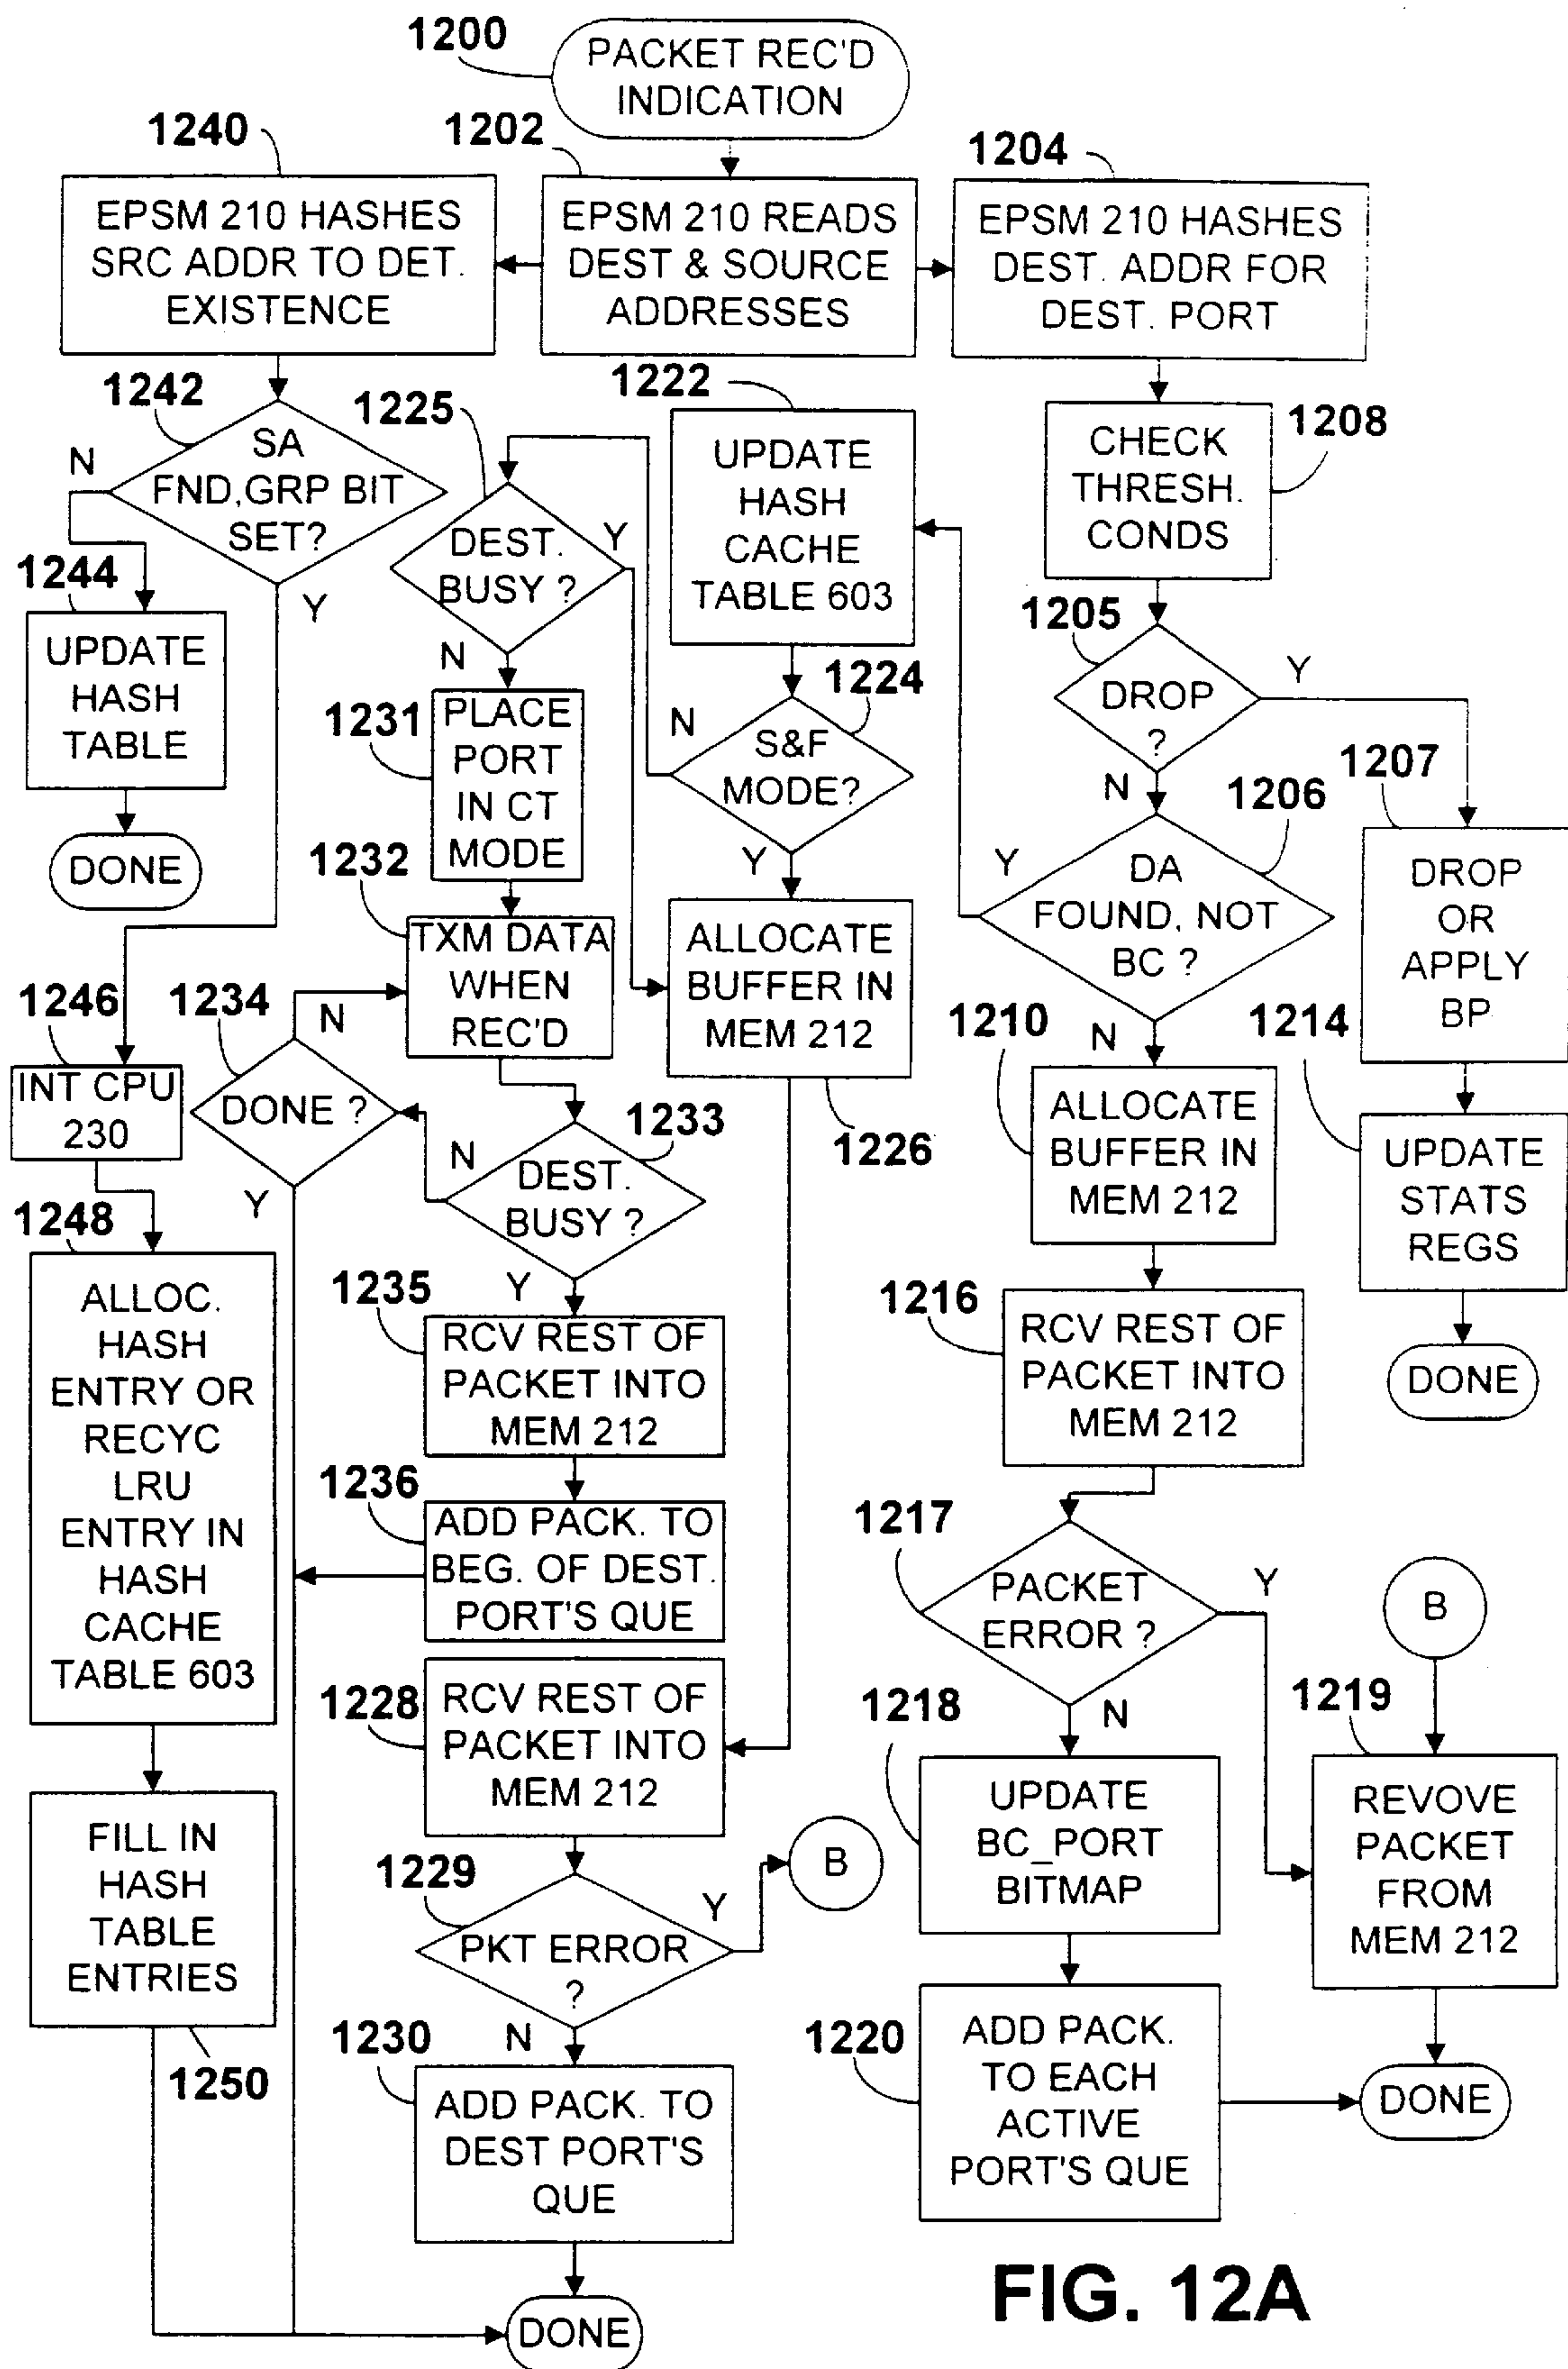 1200
PACKET REC'D
INDICATION
1240
1202
1204
EPSM 210 HASHES
SRC ADDR TO DET.
EXISTENCE
EPSM 210 READS
DEST & SOURCE
ADDRESSES
EPSM 210 HASHES
DEST. ADDR FOR
DEST. PORT
1242
SA
FND,GRP BIT
SET?
N
Y
1244
UPDATE
HASH
TABLE
DONE
1225
DEST.
BUSY ?
Y
N
1222
UPDATE
HASH
CACHE
TABLE 603
1208
CHECK
THRESH.
CONDS
1205
DROP
?
Y
N
1224
S&F
MODE?
N
Y
1231
PLACE
PORT
IN CT
MODE
1207
DROP
OR
APPLY
BP
1206
DA
FOUND, NOT
BC ?
Y
N
1232
TXM DATA
WHEN
REC'D
ALLOCATE
BUFFER IN
MEM 212
1226
1246
INT CPU
230
1234
DONE ?
N
Y
1233
DEST.
BUSY ?
N
Y
1210
ALLOCATE
BUFFER IN
MEM 212
1214
UPDATE
STATS
REGS
DONE
1248
ALLOC.
HASH
ENTRY OR
RECYC
LRU
ENTRY IN
HASH
CACHE
TABLE 603
1235
RCV REST OF
PACKET INTO
MEM 212
1216
RCV REST OF
PACKET INTO
MEM 212
1236
ADD PACK. TO
BEG. OF DEST.
PORT'S QUE
1217
PACKET
ERROR ?
Y
N
B
1228
RCV REST OF
PACKET INTO
MEM 212
1218
UPDATE
BC_PORT
BITMAP
1219
REVOVE
PACKET
FROM
MEM 212
FILL IN
HASH
TABLE
ENTRIES
1250
1229
PKT ERROR
?
Y
N
B
1230
ADD PACK. TO
DEST PORT'S
QUE
1220
ADD PACK.
TO EACH
ACTIVE
PORT'S QUE
DONE
DONE
FIG. 12A